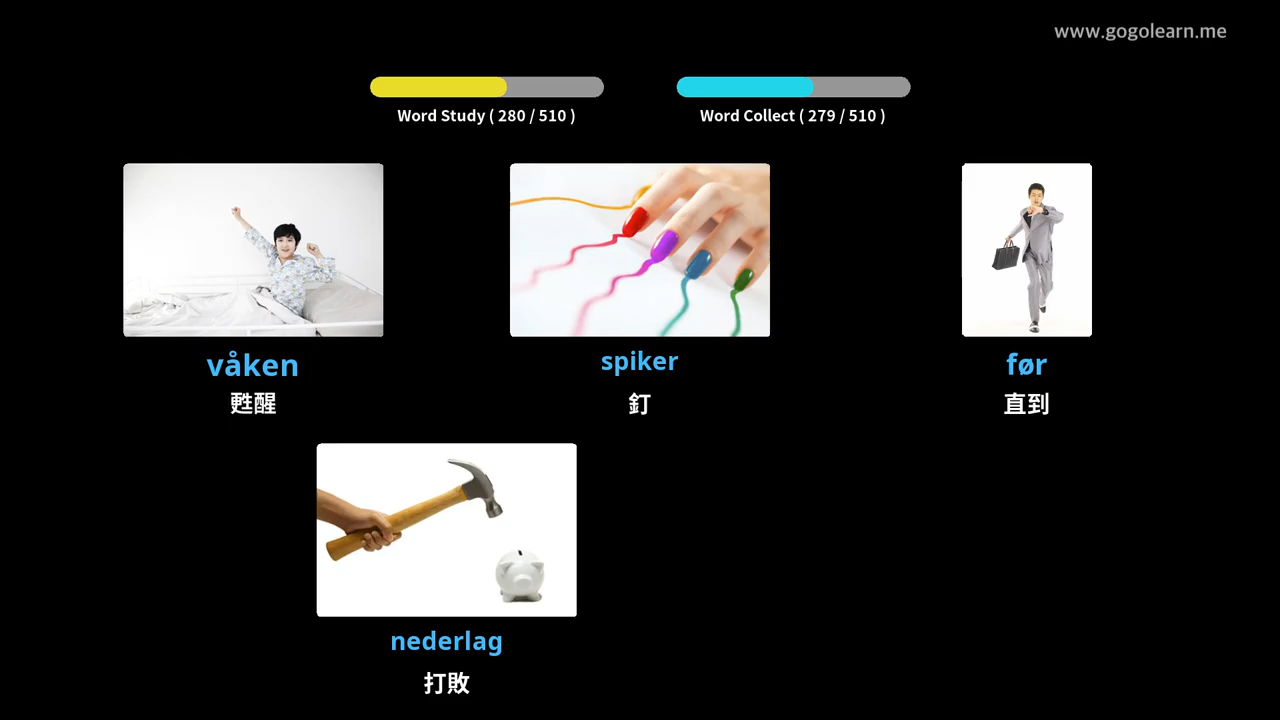 www.gogolearn.me
Word Study ( 280 / 510 )
Word Collect ( 279 / 510 )
våken
甦醒
spiker
釘
før
直到
nederlag
打敗